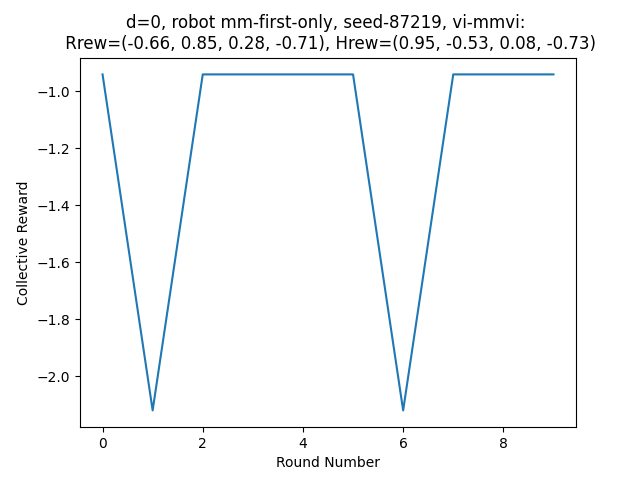 d=0, robot mm-first-only, seed-87219, vi-mmvi:
Rrew=(-0.66, 0.85, 0.28, -0.71), Hrew=(0.95, -0.53, 0.08, -0.73)
−1.0
−1.2
−1.4
−1.6
−1.8
−2.0
Collective Reward
0 2 4 6 8
Round Number